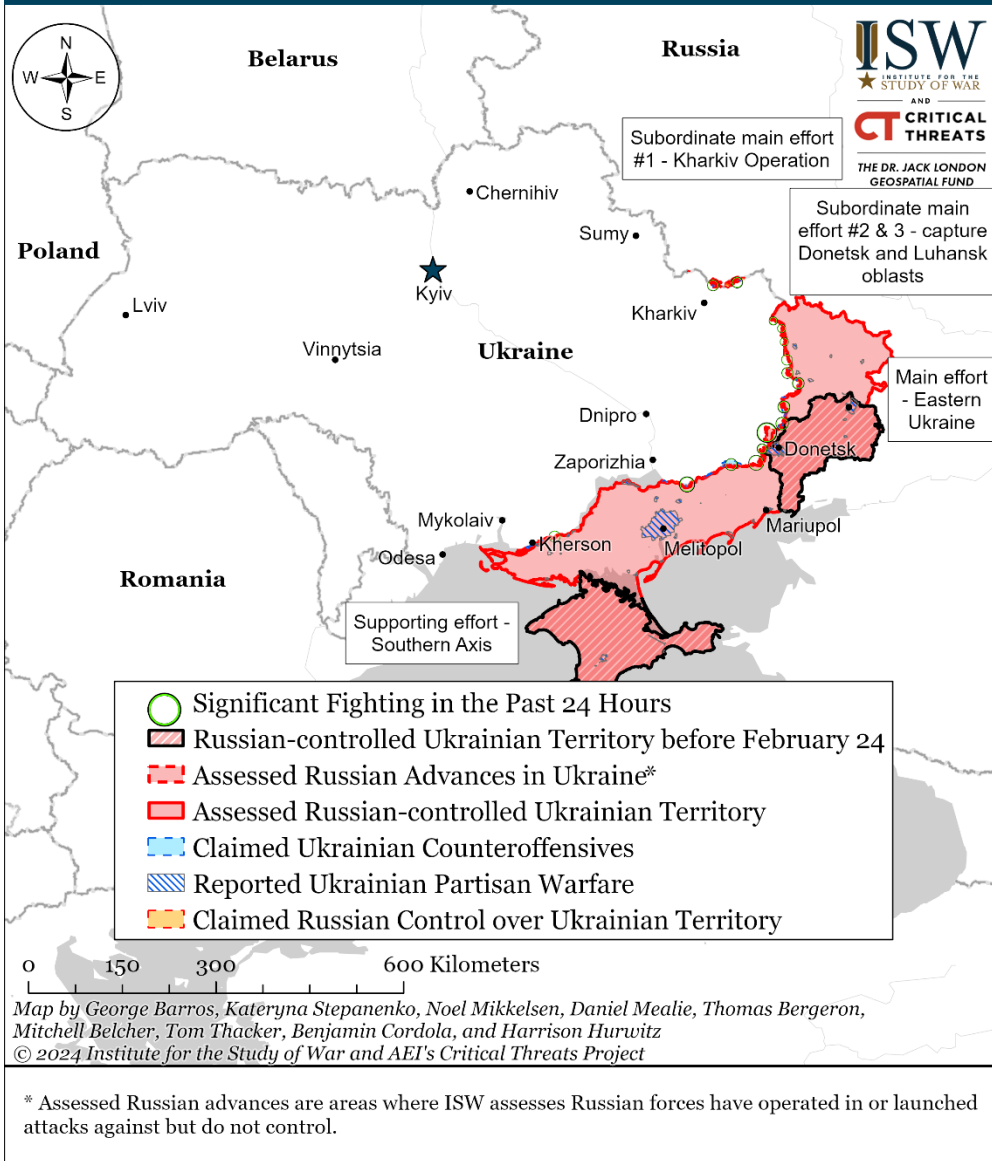 N
W
E
S
Belarus
Russia
ISW
INSTITUTE FOR THE
STUDY OF WAR
AND
CT CRITICAL
THREATS
THE DR. JACK LONDON
GEOSPATIAL FUND
Subordinate main effort
#1 - Kharkiv Operation
Subordinate main
effort #2 & 3 - capture
Donetsk and Luhansk
oblasts
Chernihiv
Sumy
Poland
Kyiv
Lviv
Kharkiv
Vinnytsia
Ukraine
Main effort
- Eastern
Ukraine
Dnipro
Donetsk
Zaporizhia
Mykolaiv
Mariupol
Kherson
Melitopol
Odesa
Romania
Supporting effort -
Southern Axis
Significant Fighting in the Past 24 Hours
Russian-controlled Ukrainian Territory before February 24
Assessed Russian Advances in Ukraine*
Assessed Russian-controlled Ukrainian Territory
Claimed Ukrainian Counteroffensives
Reported Ukrainian Partisan Warfare
Claimed Russian Control over Ukrainian Territory
0 150 300 600 Kilometers
Map by George Barros, Kateryna Stepanenko, Noel Mikkelsen, Daniel Mealie, Thomas Bergeron,
Mitchell Belcher, Tom Thacker, Benjamin Cordola, and Harrison Hurwitz
© 2024 Institute for the Study of War and AEI's Critical Threats Project
* Assessed Russian advances are areas where ISW assesses Russian forces have operated in or launched
attacks against but do not control.